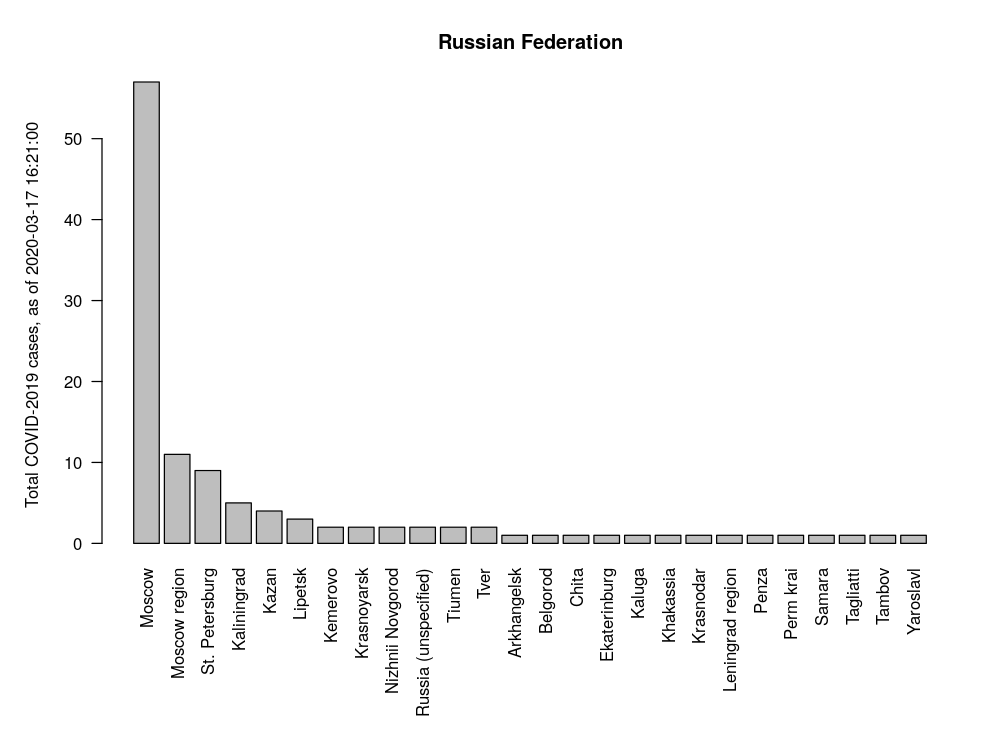 Russian Federation
Total COVID-2019 cases, as of 2020-03-17 16:21:00
50
40
30
20
10
0
Moscow
Moscow region
St. Petersburg
Kaliningrad
Kazan
Lipetsk
Kemerovo
Krasnoyarsk
Nizhnii Novgorod
Russia (unspecified)
Tiumen
Tver
Arkhangelsk
Belgorod
Chita
Ekaterinburg
Kaluga
Khakassia
Krasnodar
Leningrad region
Penza
Perm krai
Samara
Tagliatti
Tambov
Yaroslavl